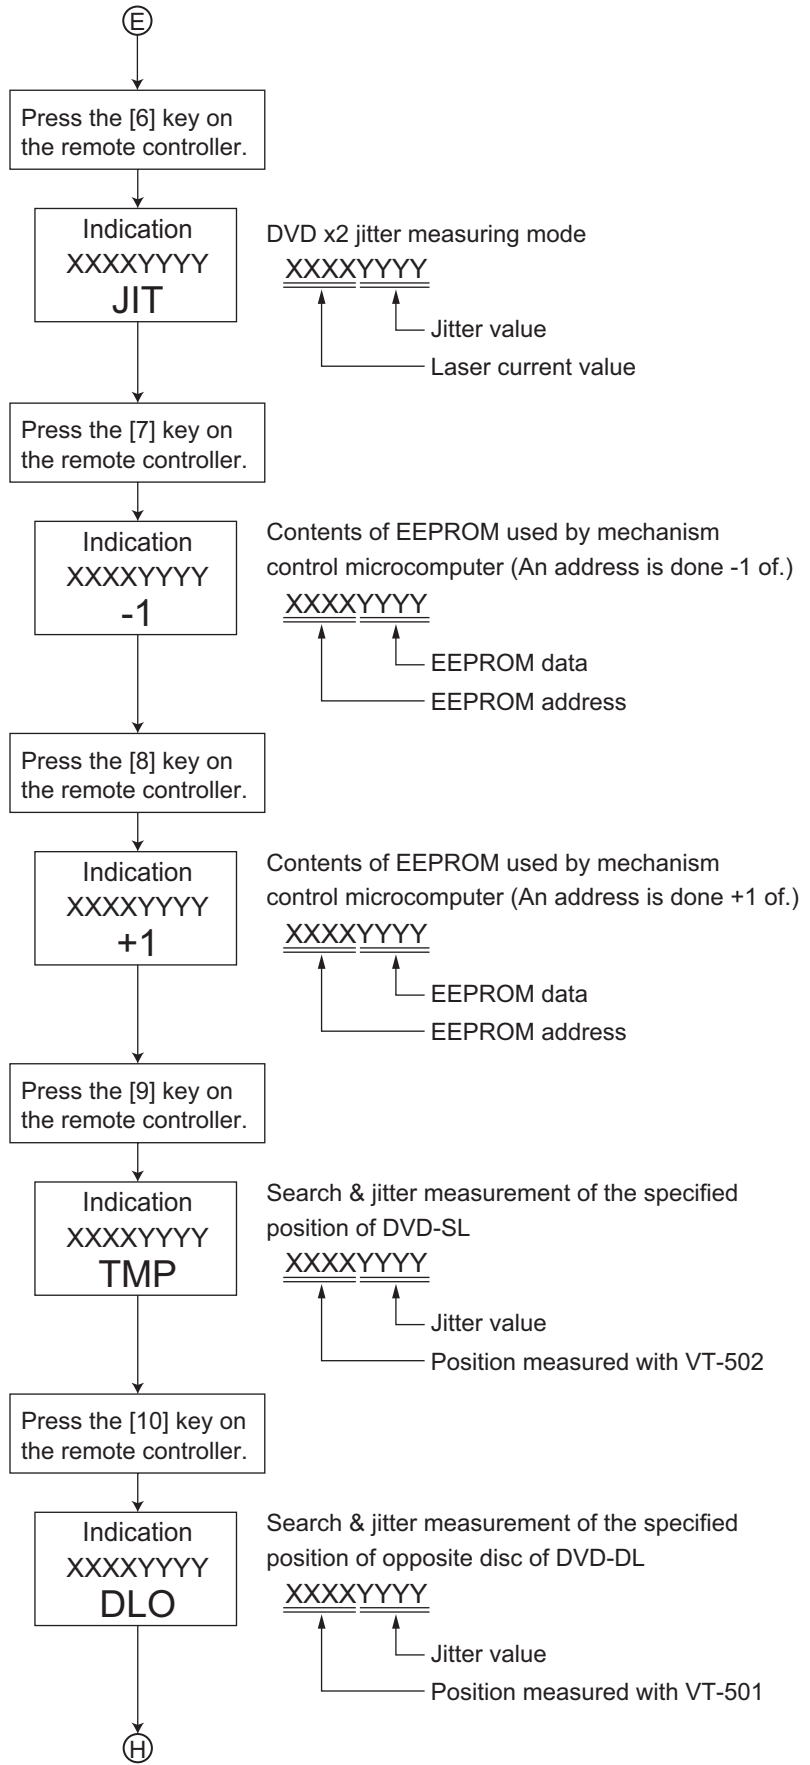 E
Press the [6] key on
the remote controller.
Indication
XXXXYYYY
JIT
DVD x2 jitter measuring mode
XXXXYYYY
Jitter value
Laser current value
Press the [7] key on
the remote controller.
Indication
XXXXYYYY
-1
Contents of EEPROM used by mechanism
control microcomputer (An address is done -1 of.)
XXXXYYYY
EEPROM data
EEPROM address
Press the [8] key on
the remote controller.
Indication
XXXXYYYY
+1
Contents of EEPROM used by mechanism
control microcomputer (An address is done +1 of.)
XXXXYYYY
EEPROM data
EEPROM address
Press the [9] key on
the remote controller.
Indication
XXXXYYYY
TMP
Search & jitter measurement of the specified
position of DVD-SL
XXXXYYYY
Jitter value
Position measured with VT-502
Press the [10] key on
the remote controller.
Indication
XXXXYYYY
DLO
Search & jitter measurement of the specified
position of opposite disc of DVD-DL
XXXXYYYY
Jitter value
Position measured with VT-501
H